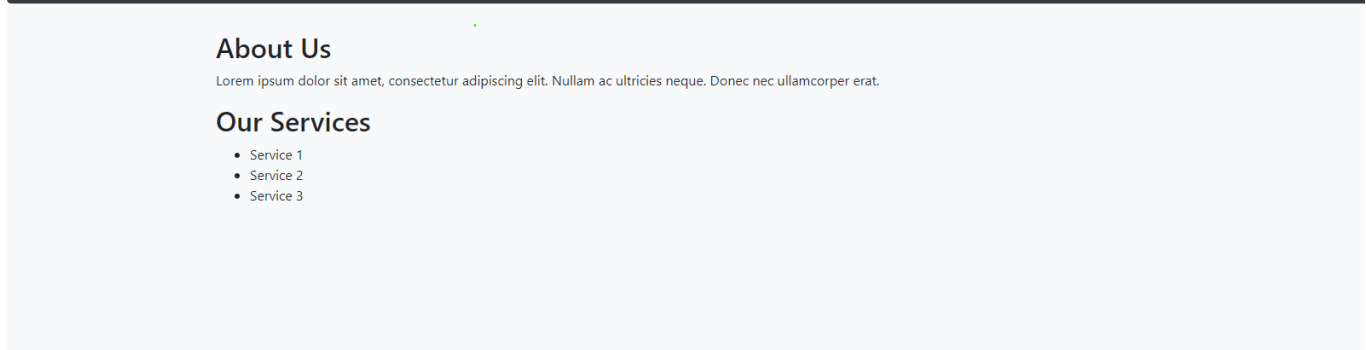 About Us
Lorem ipsum dolor sit amet, consectetur adipiscing elit. Nullam ac ultricies neque. Donec nec ullamcorper erat.
Our Services
• Service 1
• Service 2
• Service 3